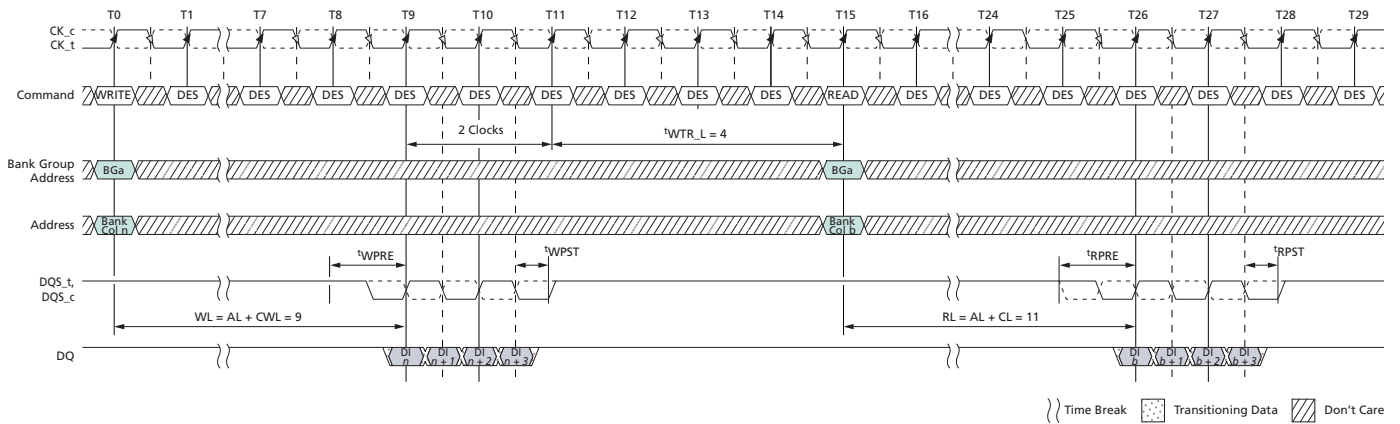 T0 T1 T7 T8 T9 T10 T11 T12 T13 T14 T15 T16 T24 T25 T26 T27 T28 T29
CK_c
CK_t
Command WRITE DES DES DES DES DES DES DES DES DES READ DES DES DES DES DES DES DES
2 Clocks tWTR_L = 4
Bank Group
Address BGa BGa
Address Bank
Col n Bank
Col b
tWPRE tWPST tRPRE tRPST
DQS_t,
DQS_c
WL = AL + CWL = 9 RL = AL + CL = 11
DQ DI
n DI
n + 1 DI
n + 2 DI
n + 3 DI
b DI
b + 1 DI
b + 2 DI
b + 3
Time Break Transitioning Data Don't Care